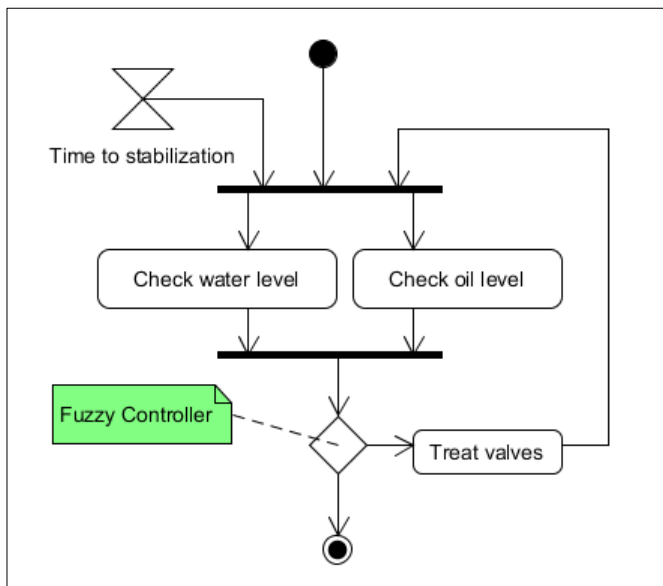 Time to stabilization
Check water level
Check oil level
Fuzzy Controller
Treat valves